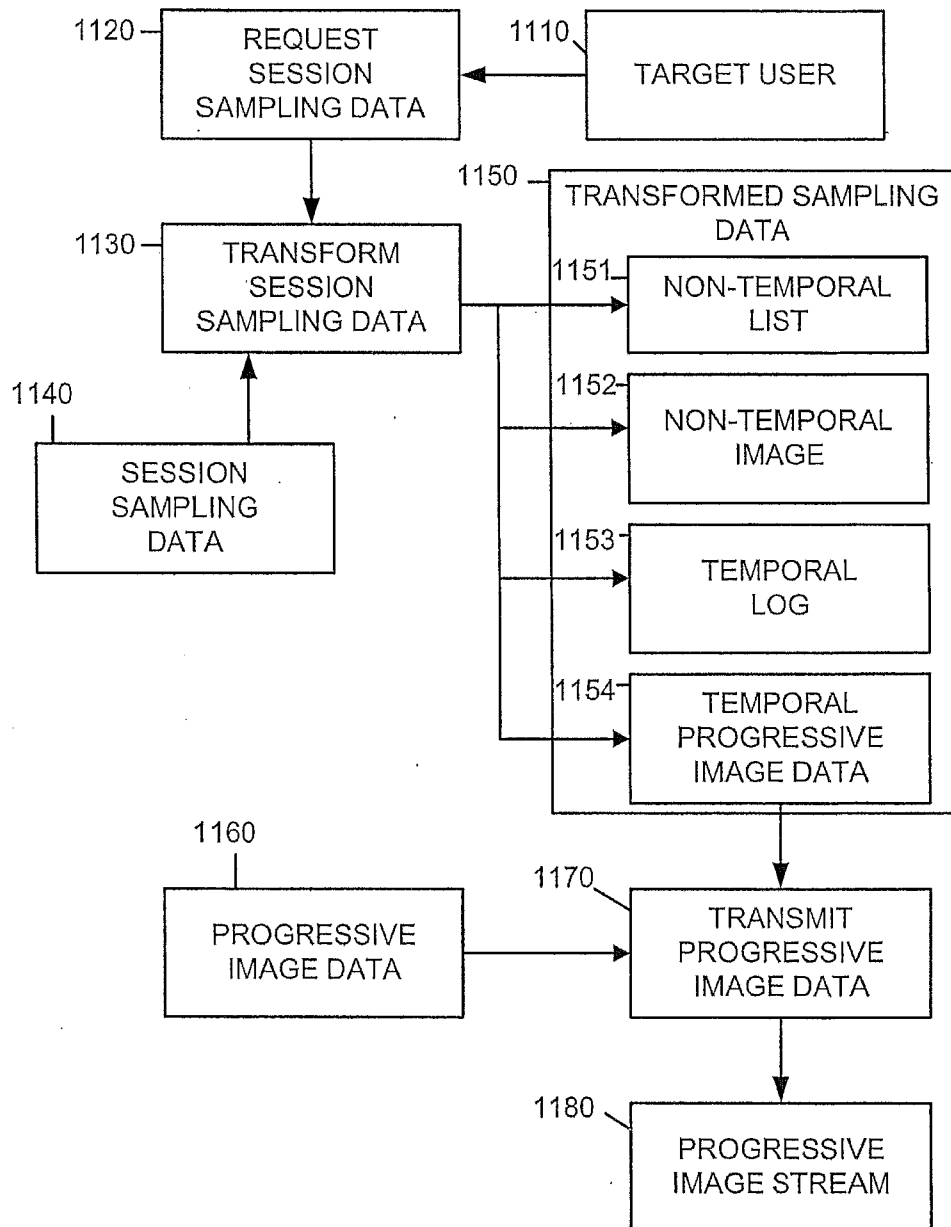 1120
REQUEST
SESSION
SAMPLING DATA
1110
TARGET USER
1130
TRANSFORM
SESSION
SAMPLING DATA
1140
SESSION
SAMPLING
DATA
1150
TRANSFORMED SAMPLING
DATA
1151
NON-TEMPORAL
LIST
1152
NON-TEMPORAL
IMAGE
1153
TEMPORAL
LOG
1154
TEMPORAL
PROGRESSIVE
IMAGE DATA
1160
PROGRESSIVE
IMAGE DATA
1170
TRANSMIT
PROGRESSIVE
IMAGE DATA
1180
PROGRESSIVE
IMAGE STREAM